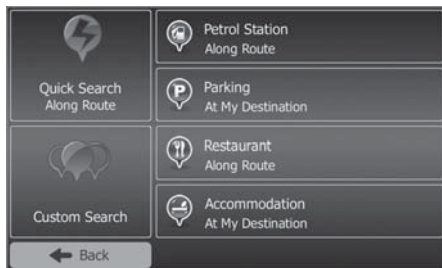 Quick Search
Along Route
Custom Search
Back
Petrol Station
Along Route
Parking
At My Destination
Restaurant
Along Route
Accommodation
At My Destination